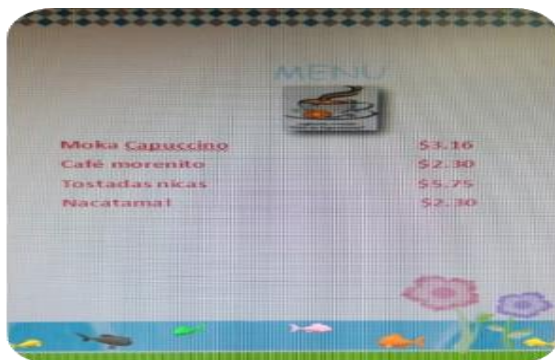 MENU
Moka Capuccino $3.16
Café morenito $2.30
Tostadas nicas $5.75
Nacatamal $2.30